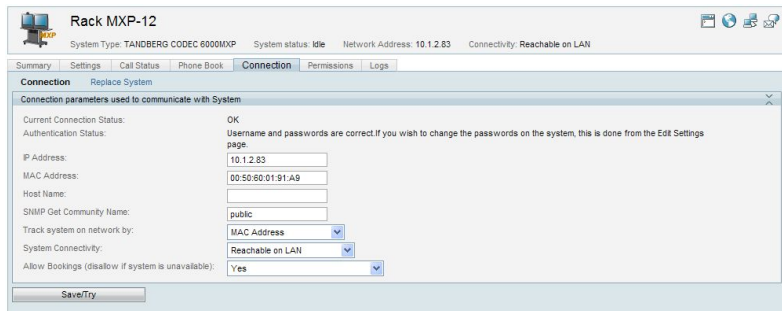 Rack MXP-12
MXP
System Type: TANDBERG CODEC 6000MXP System status: Idle Network Address: 10.1.2.83 Connectivity: Reachable on LAN
Summary Settings Call Status Phone Book Connection Permissions Logs
Connection Replace System
Connection parameters used to communicate with System
Current Connection Status: OK
Authentication Status: Username and passwords are correct.If you wish to change the passwords on the system, this is done from the Edit Settings
page.
IP Address: 10.1.2.83
MAC Address: 00:50:60:01:91:A9
Host Name:
SNMP Get Community Name: public
Track system on network by: MAC Address
System Connectivity: Reachable on LAN
Allow Bookings (disallow if system is unavailable): Yes
Save/Try